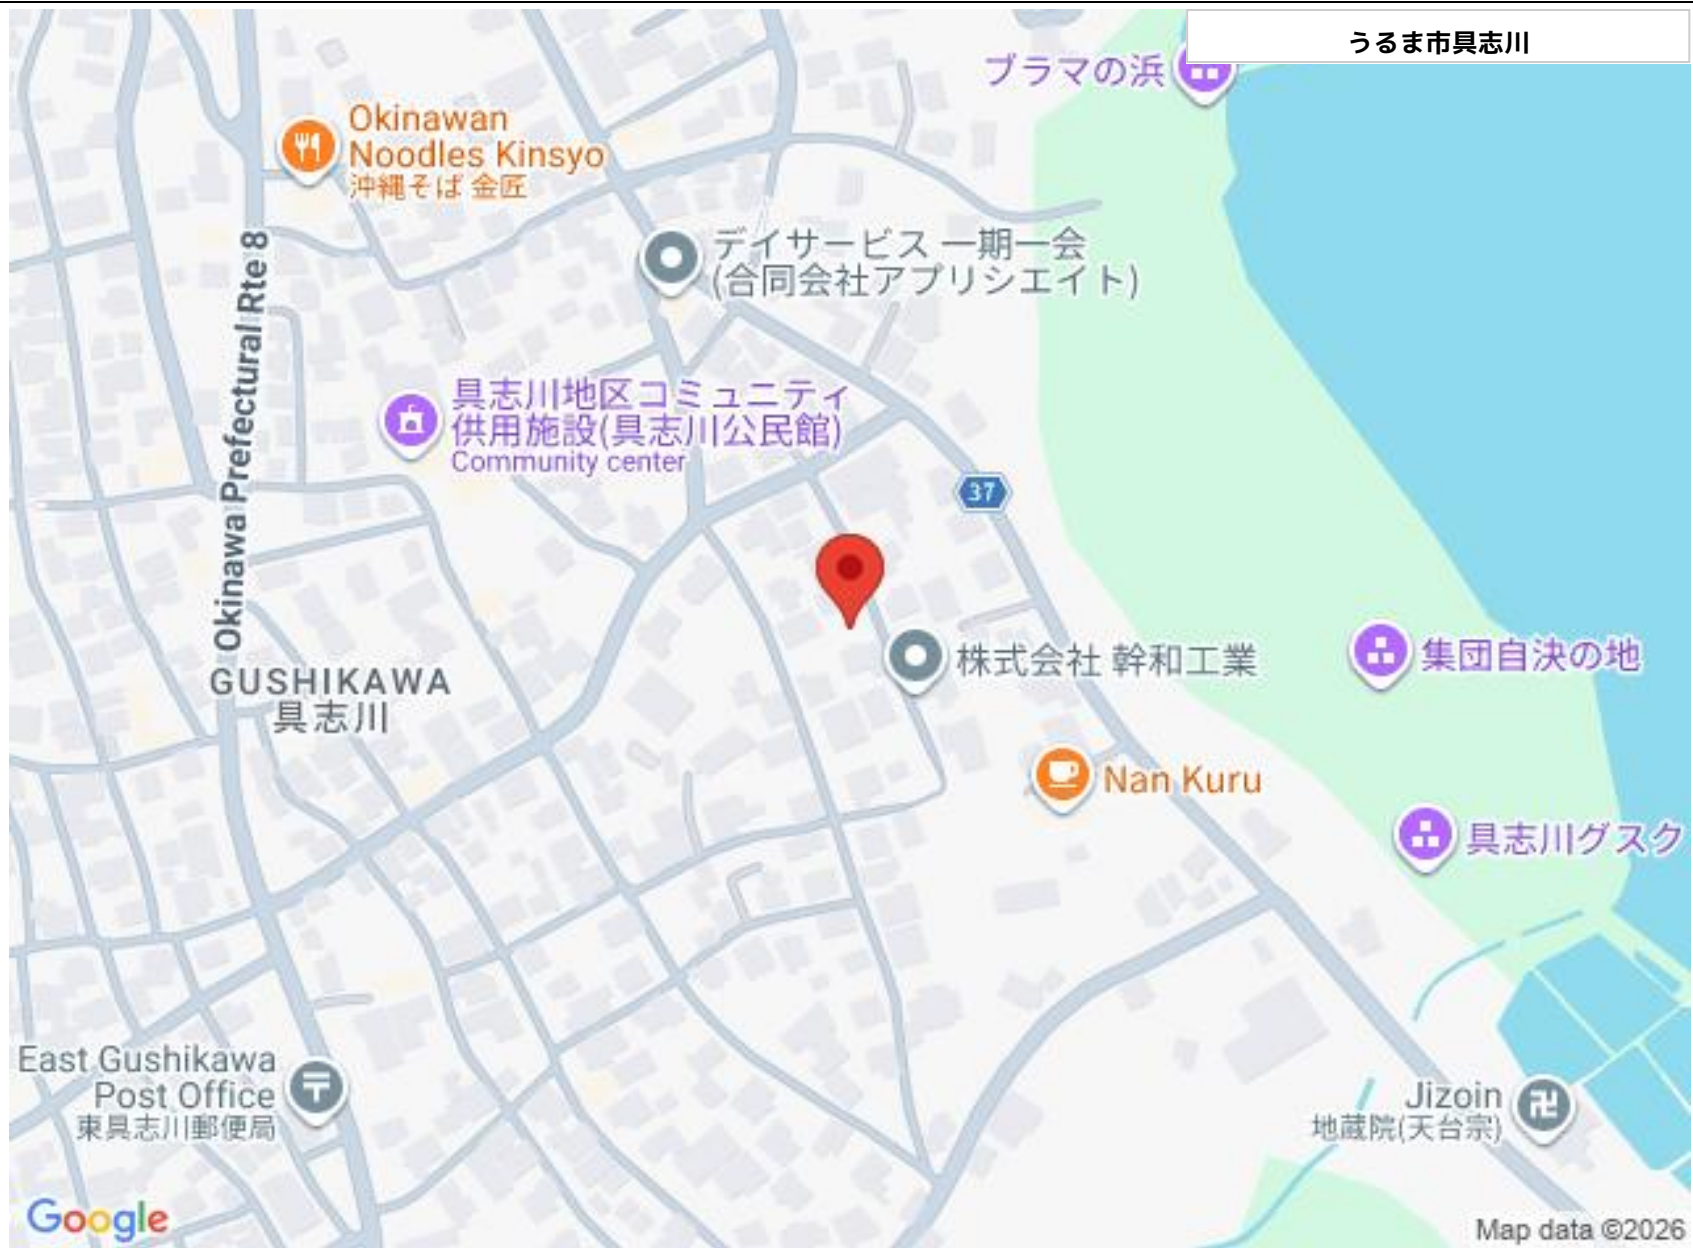 うるま市具志川
ブラマの浜
Okinawan
Noodles Kinsyo
沖縄そば 金匠
デイサービス 一期一会
(合同会社アプリシエイト)
Okinawa Prefectural Rte 8
具志川地区コミュニティ
供用施設(具志川公民館)
Community center
37
株式会社 幹和工業
集団自決の地
GUSHIKAWA
具志川
Nan Kuru
具志川グスク
East Gushikawa
Post Office
東具志川郵便局
Jizoin
地蔵院(天台宗)
Google
Map data ©2026